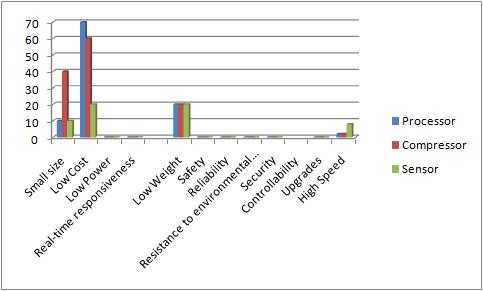 70
60
50
40
30
20
10
0
Small size
Low Cost
Low Power
Real-time responsiveness
Low Weight
Safety
Reliability
Resistance to environmental...
Security
Controllability
Upgrades
High Speed
Processor
Compressor
Sensor